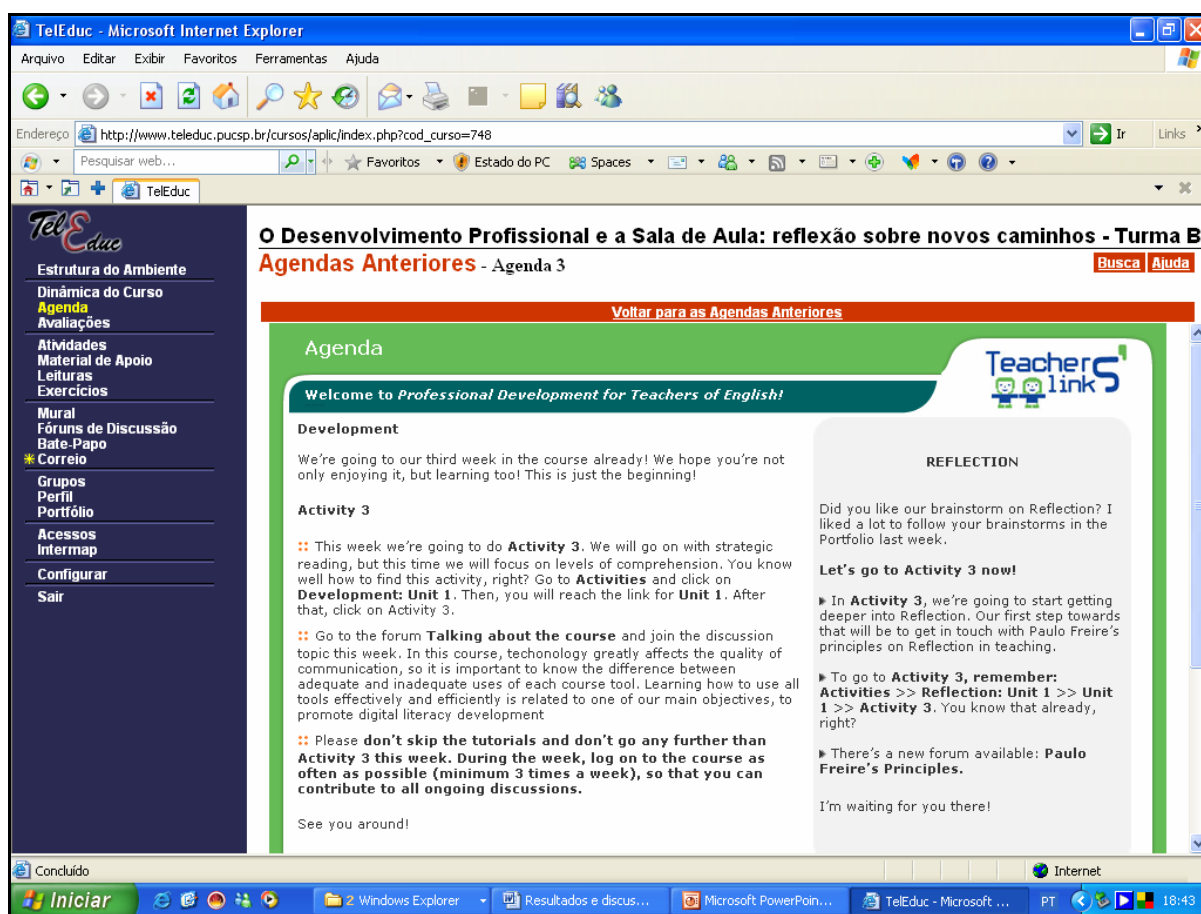 TelEduc - Microsoft Internet Explorer
Arquivo Editar Exibir Favoritos Ferramentas Ajuda
Endereço http://www.teleduc.pucsp.br/cursos/aplic/index.php?cod_curso=748 Ir Links
Pesquisar web... Favoritos Estado do PC Spaces
TelEduc
TelEduc
Estrutura do Ambiente
Dinâmica do Curso
Agenda
Avaliações
Atividades
Material de Apoio
Leituras
Exercícios
Mural
Fóruns de Discussão
Bate-Papo
Correio
Grupos
Perfil
Portfólio
Acessos
Intermap
Configurar
Sair
O Desenvolvimento Profissional e a Sala de Aula: reflexão sobre novos caminhos - Turma B
Agendas Anteriores - Agenda 3
Busca Ajuda
Voltar para as Agendas Anteriores
Agenda
Teachers' link
Welcome to Professional Development for Teachers of English!
Development
We're going to our third week in the course already! We hope you're not
only enjoying it, but learning too! This is just the beginning!
Activity 3
:: This week we're going to do Activity 3. We will go on with strategic
reading, but this time we will focus on levels of comprehension. You know
well how to find this activity, right? Go to Activities and click on
Development: Unit 1. Then, you will reach the link for Unit 1. After
that, click on Activity 3.
:: Go to the forum Talking about the course and join the discussion
topic this week. In this course, techonology greatly affects the quality of
communication, so it is important to know the difference between
adequate and inadequate uses of each course tool. Learning how to use all
tools effectively and efficiently is related to one of our main objectives, to
promote digital literacy development
:: Please don't skip the tutorials and don't go any further than
Activity 3 this week. During the week, log on to the course as
often as possible (minimum 3 times a week), so that you can
contribute to all ongoing discussions.
See you around!
REFLECTION
Did you like our brainstorm on Reflection? I
liked a lot to follow your brainstorms in the
Portfolio last week.
Let's go to Activity 3 now!
In Activity 3, we're going to start getting
deeper into Reflection. Our first step towards
that will be to get in touch with Paulo Freire's
principles on Reflection in teaching.
To go to Activity 3, remember:
Activities >> Reflection: Unit 1 >> Unit
1 >> Activity 3. You know that already,
right?
There's a new forum available: Paulo
Freire's Principles.
I'm waiting for you there!
Concluído Internet
Iniciar 2 Windows Explorer Resultados e discus... Microsoft PowerPoin... TelEduc - Microsoft ... PT 18:43